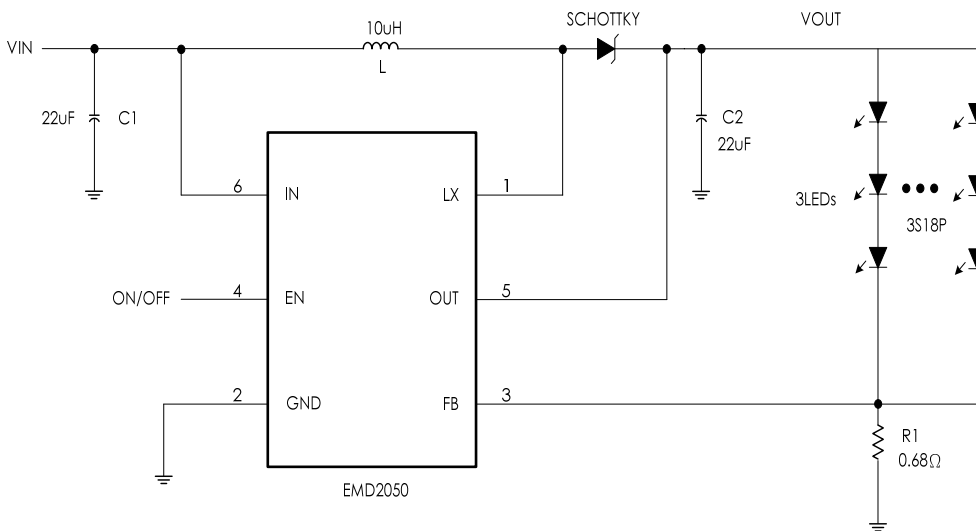 SCHOTTKY
VOUT
VIN
10uH
L
22uF
C1
C2
22uF
6
IN
LX
1
3LEDs
3S18P
ON/OFF
4
EN
OUT
5
2
GND
FB
3
R1
0.68Ω
EMD2050